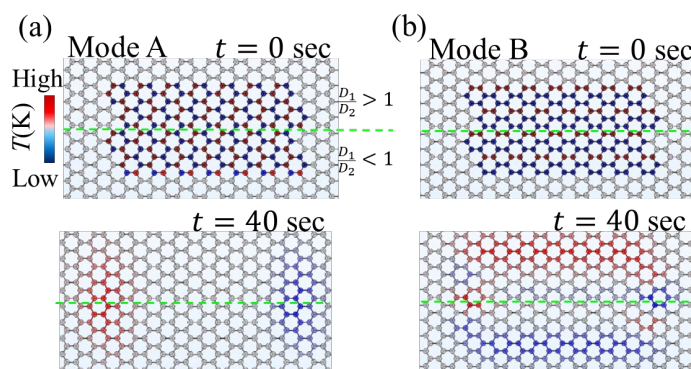 (a)
Mode A
t = 0 sec
High
T(K)
Low
D₁/D₂ > 1
D₁/D₂ < 1
t = 40 sec
(b)
Mode B
t = 0 sec
t = 40 sec